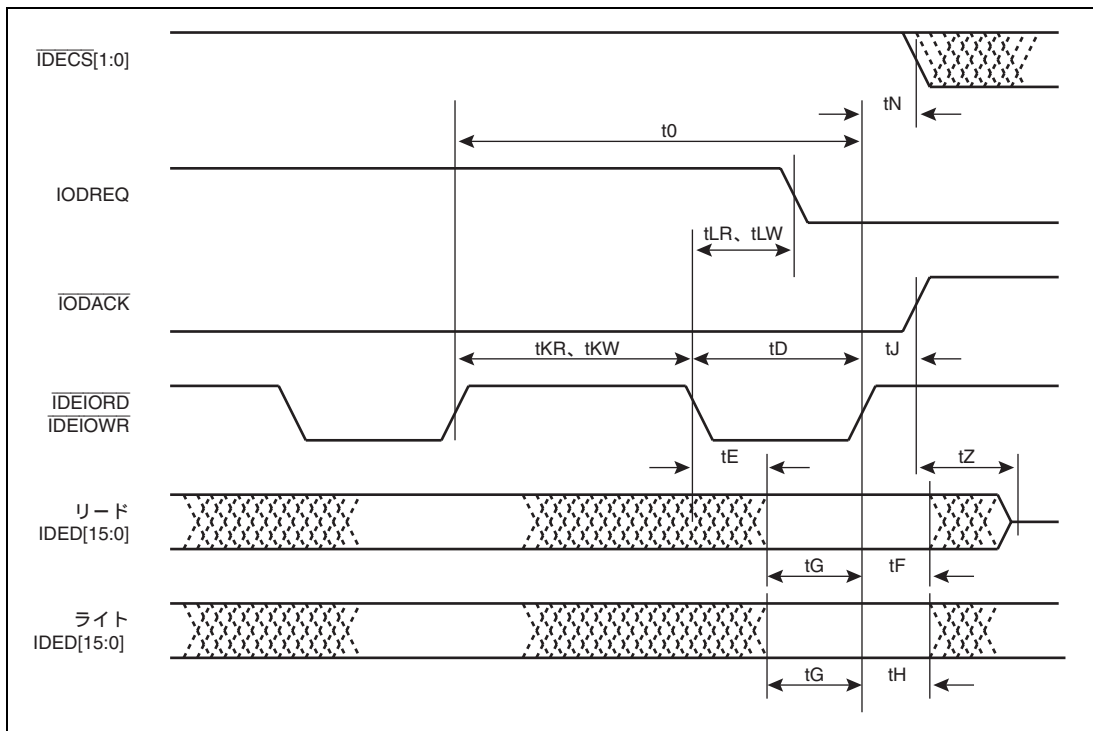 IDECS[1:0]
tN
t0
IODREQ
tLR、tLW
IODACK
tKR、tKW
tD
tJ
IDEIORD
IDEIOWR
tE
tZ
リード
IDED[15:0]
tG
tF
ライト
IDED[15:0]
tG
tH